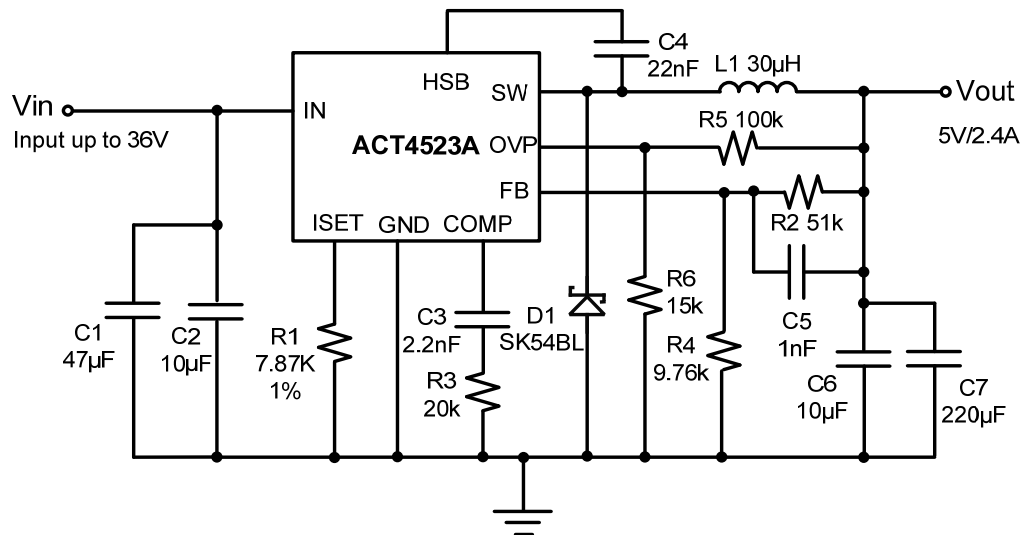 C4
22nF
L1 30µH
HSB
SW
Vin
Vout
IN
Input up to 36V
ACT4523A
OVP
R5 100k
5V/2.4A
FB
R2 51k
ISET
GND
COMP
C1
47µF
C2
10µF
R1
7.87K
1%
C3
2.2nF
R3
20k
D1
SK54BL
R6
15k
R4
9.76k
C5
1nF
C6
10µF
C7
220µF